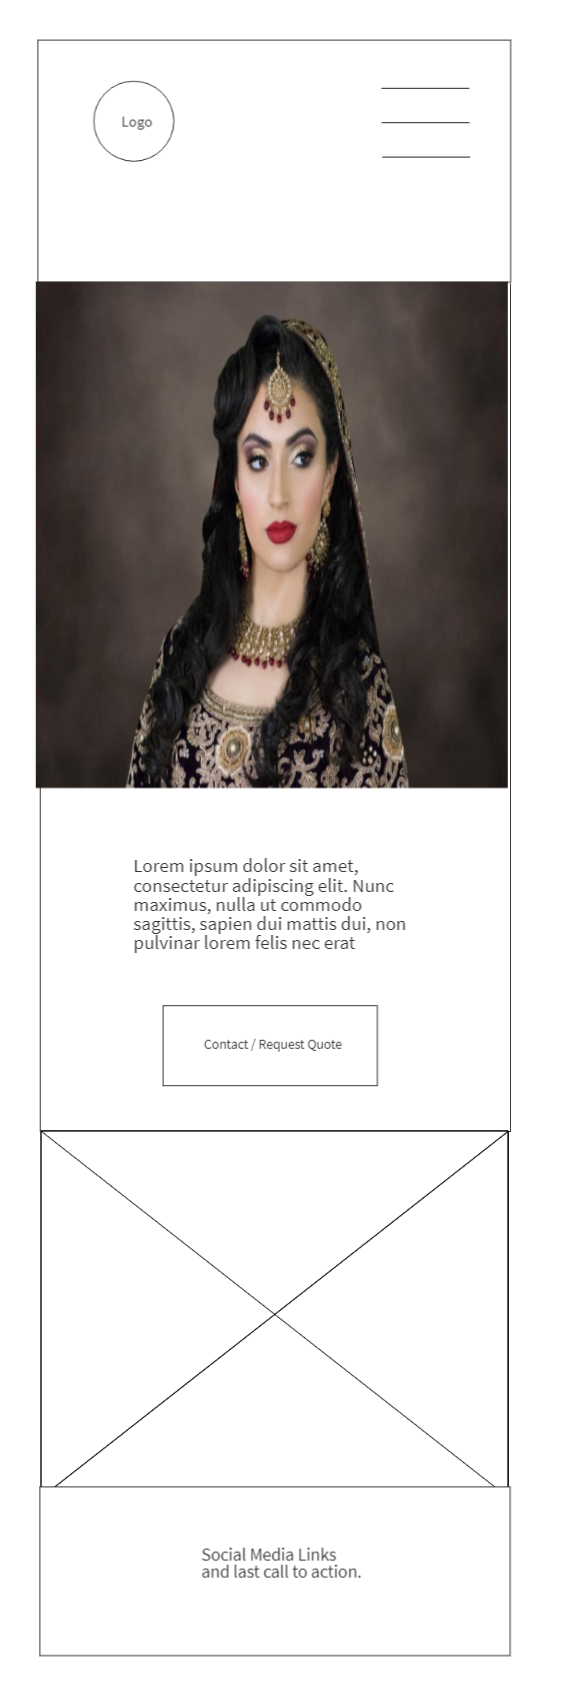 Logo
Lorem ipsum dolor sit amet,
consectetur adipiscing elit. Nunc
maximus, nulla ut commodo
sagittis, sapien dui mattis dui, non
pulvinar lorem felis nec erat
Contact / Request Quote
Social Media Links
and last call to action.